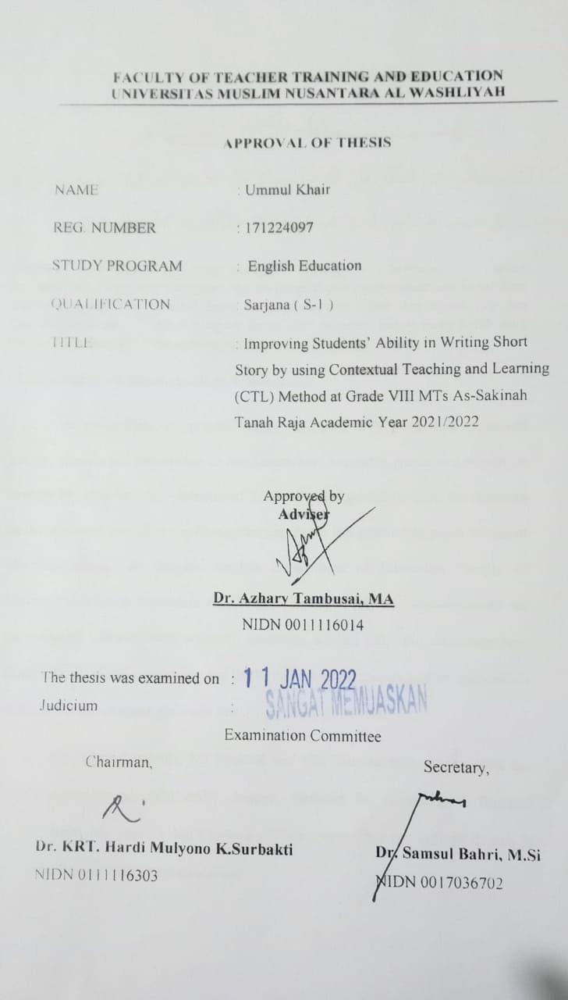 FACULTY OF TEACHER TRAINING AND EDUCATION
UNIVERSITAS MUSLIM NUSANTARA AL WASHLIYAH
APPROVAL OF THESIS
NAME : Ummul Khair
REG. NUMBER : 171224097
STUDY PROGRAM : English Education
QUALIFICATION : Sarjana ( S-1 )
TITLE : Improving Students' Ability in Writing Short
Story by using Contextual Teaching and Learning
(CTL) Method at Grade VIII MTs As-Sakinah
Tanah Raja Academic Year 2021/2022
Approved by
Adviser
Dr. Azhary Tambusai, MA
NIDN 0011116014
The thesis was examined on : 11 JAN 2022
Judicium : SANGAT MEMUASKAN
Examination Committee
Chairman,
Secretary,
Dr. KRT. Hardi Mulyono K.Surbakti
Dr. Samsul Bahri, M.Si
NIDN 0111116303
NIDN 0017036702